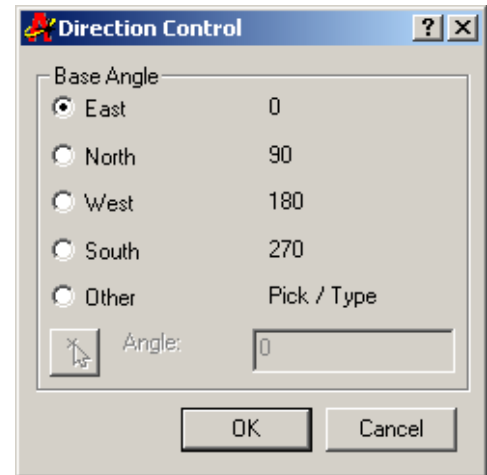 Direction Control
Base Angle
East 0
North 90
West 180
South 270
Other Pick / Type
Angle: 0
OK Cancel